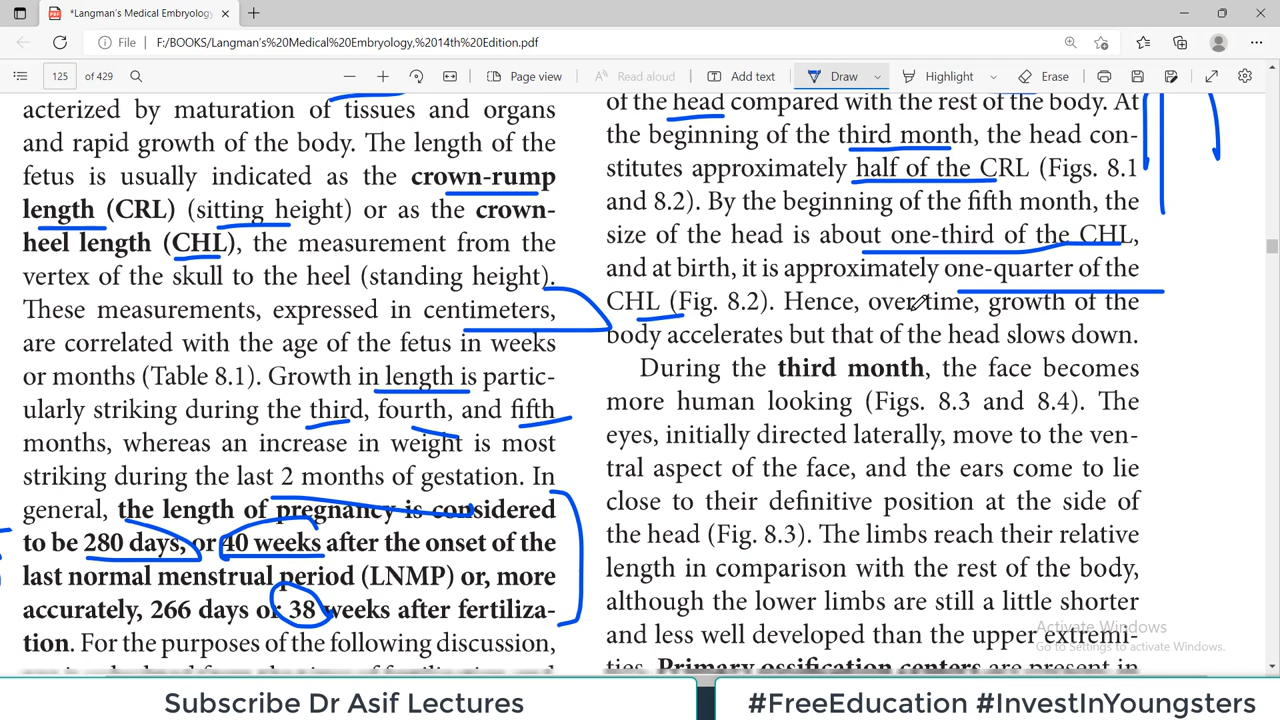 *Langman's Medical Embryology
File
F:/BOOKS/Langman's%20Medical%20Embryology,%2014th%20Edition.pdf
125 of 429
Page view
Read aloud
Add text
Draw
Highlight
Erase
acterized by maturation of tissues and organs
and rapid growth of the body. The length of the
fetus is usually indicated as the crown-rump
length (CRL) (sitting height) or as the crown-
heel length (CHL), the measurement from the
vertex of the skull to the heel (standing height).
These measurements, expressed in centimeters,
are correlated with the age of the fetus in weeks
or months (Table 8.1). Growth in length is partic-
ularly striking during the third, fourth, and fifth
months, whereas an increase in weight is most
striking during the last 2 months of gestation. In
general, the length of pregnancy is considered
to be 280 days, or 40 weeks after the onset of the
last normal menstrual period (LNMP) or, more
accurately, 266 days or 38 weeks after fertiliza-
tion. For the purposes of the following discussion,
of the head compared with the rest of the body. At
the beginning of the third month, the head con-
stitutes approximately half of the CRL (Figs. 8.1
and 8.2). By the beginning of the fifth month, the
size of the head is about one-third of the CHL,
and at birth, it is approximately one-quarter of the
CHL (Fig. 8.2). Hence, over time, growth of the
body accelerates but that of the head slows down.
During the third month, the face becomes
more human looking (Figs. 8.3 and 8.4). The
eyes, initially directed laterally, move to the ven-
tral aspect of the face, and the ears come to lie
close to their definitive position at the side of
the head (Fig. 8.3). The limbs reach their relative
length in comparison with the rest of the body,
although the lower limbs are still a little shorter
and less well developed than the upper extremi-
ties. Primary ossification centers are present in
Activate Windows
Go to Settings to activate Windows.
Subscribe Dr Asif Lectures
#FreeEducation #InvestInYoungsters